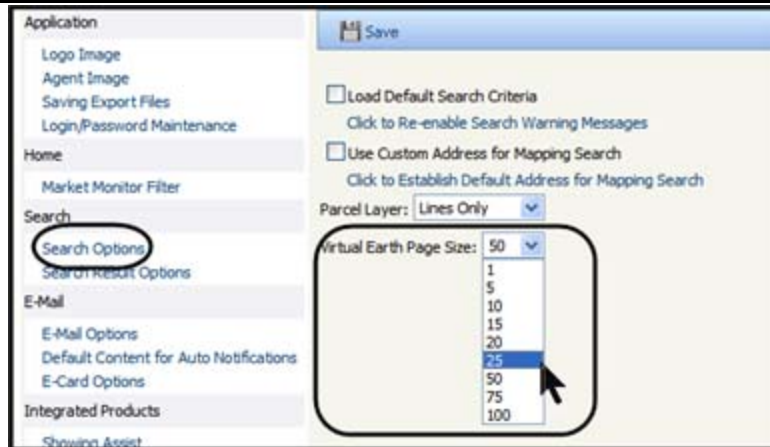 Application
Logo Image
Agent Image
Saving Export Files
Login/Password Maintenance
Home
Market Monitor Filter
Search
Search Options
Search Result Options
E-Mail
E-Mail Options
Default Content for Auto Notifications
E-Card Options
Integrated Products
Showing Assist
Save
Load Default Search Criteria
Click to Re-enable Search Warning Messages
Use Custom Address for Mapping Search
Click to Establish Default Address for Mapping Search
Parcel Layer: Lines Only
Virtual Earth Page Size: 50
1
5
10
15
20
25
50
75
100